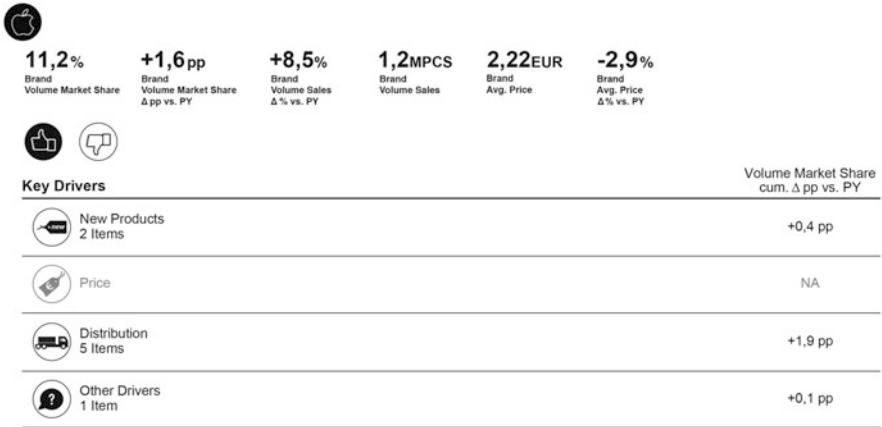 11,2%
Brand
Volume Market Share
+1,6pp
Brand
Volume Market Share
Δ pp vs. PY
+8,5%
Brand
Volume Sales
Δ % vs. PY
1,2MPCS
Brand
Volume Sales
2,22EUR
Brand
Avg. Price
-2,9%
Brand
Avg. Price
Δ% vs. PY
Key Drivers
Volume Market Share
cum. Δ pp vs. PY
new
New Products
2 Items
+0,4 pp
€
Price
NA
Distribution
5 Items
+1,9 pp
?
Other Drivers
1 Item
+0,1 pp